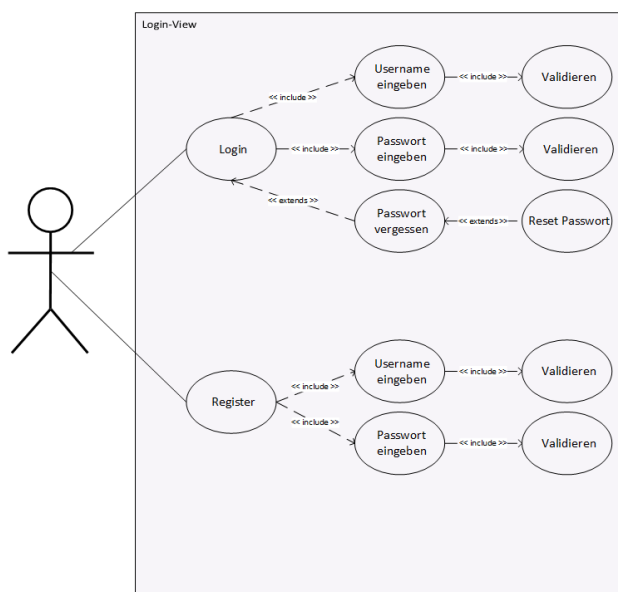 Login-View
Username
eingeben
<< include >>
Validieren
<< include >>
Login
<< include >>
Passwort
eingeben
<< include >>
Validieren
<< extends >>
Passwort
vergessen
<< extends>>
Reset Passwort
Username
eingeben
<< include >>
Validieren
<< include >>
Register
<< include >>
Passwort
eingeben
<< include >>
Validieren